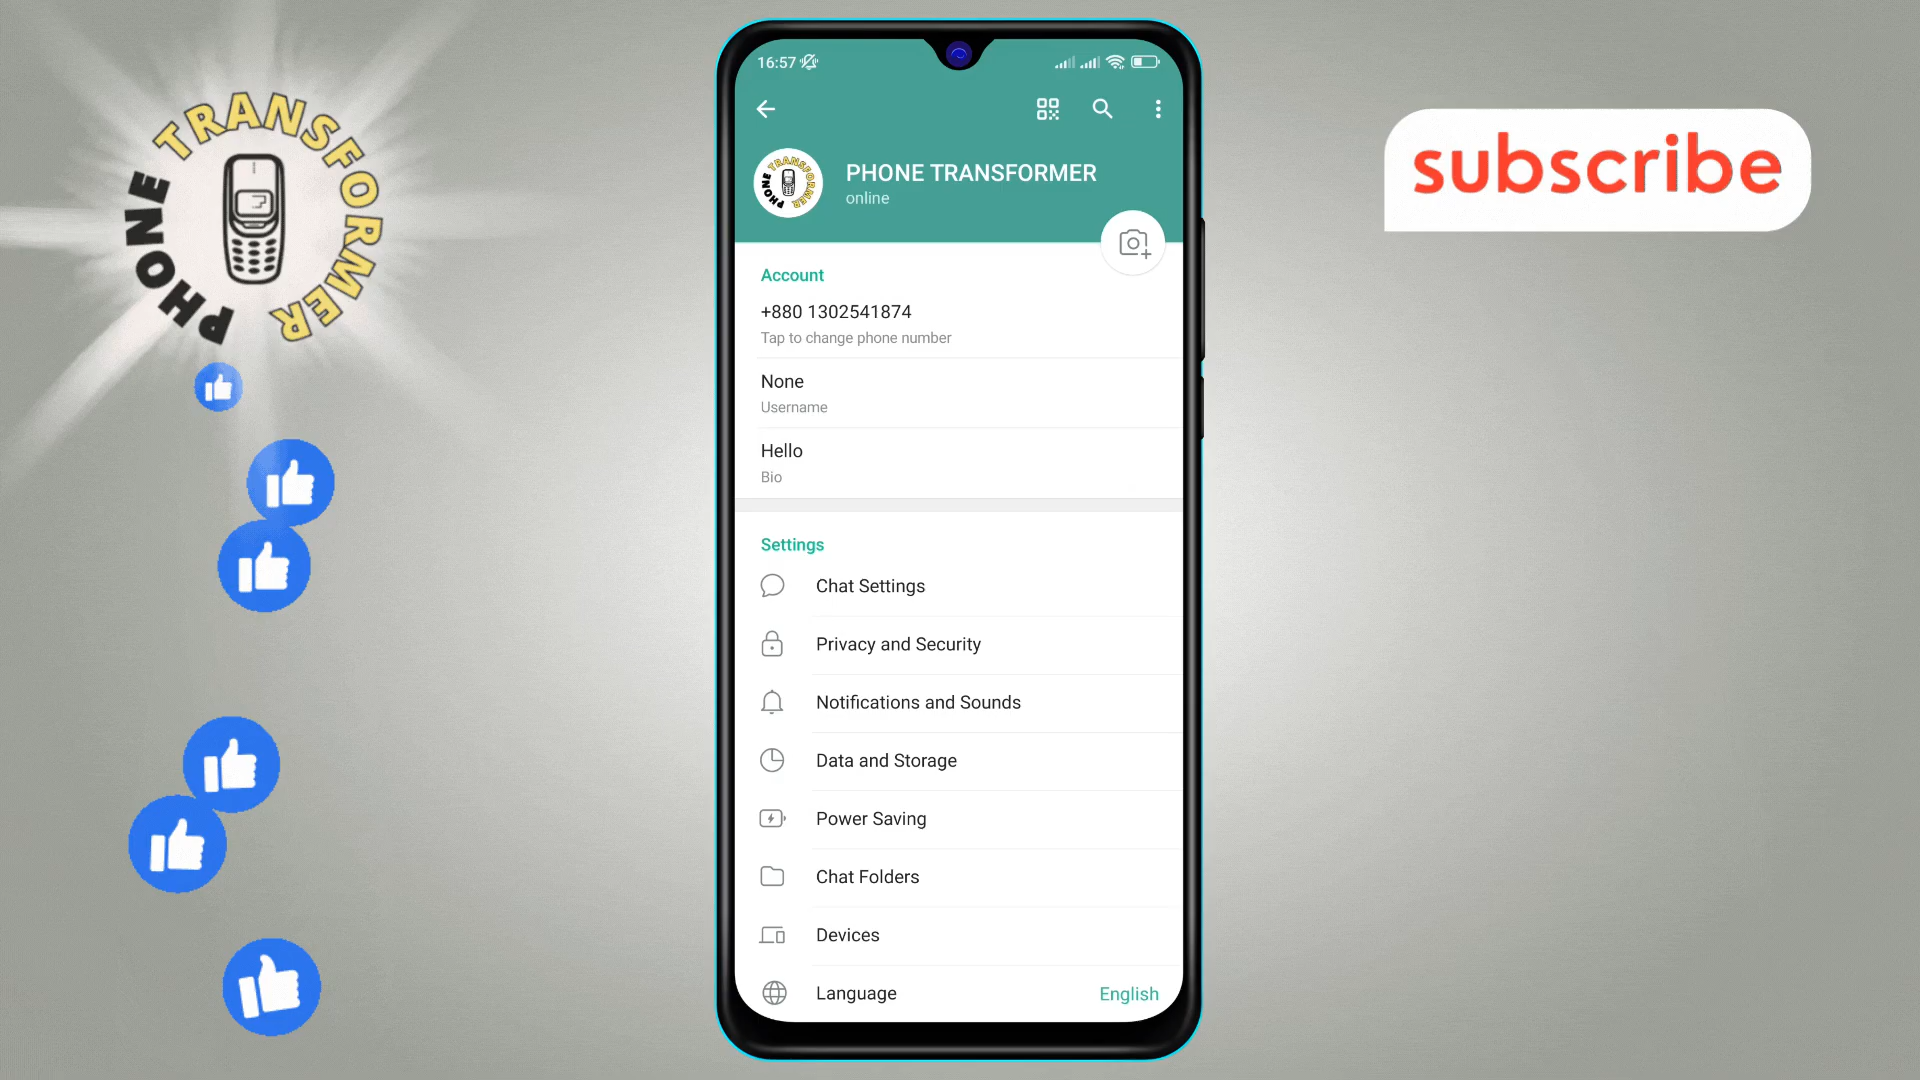 PHONE TRANSFORMER
subscribe
16:57
PHONE TRANSFORMER
PHONE TRANSFORMER
online
Account
+880 1302541874
Tap to change phone number
None
Username
Hello
Bio
Settings
Chat Settings
Privacy and Security
Notifications and Sounds
Data and Storage
Power Saving
Chat Folders
Devices
Language English